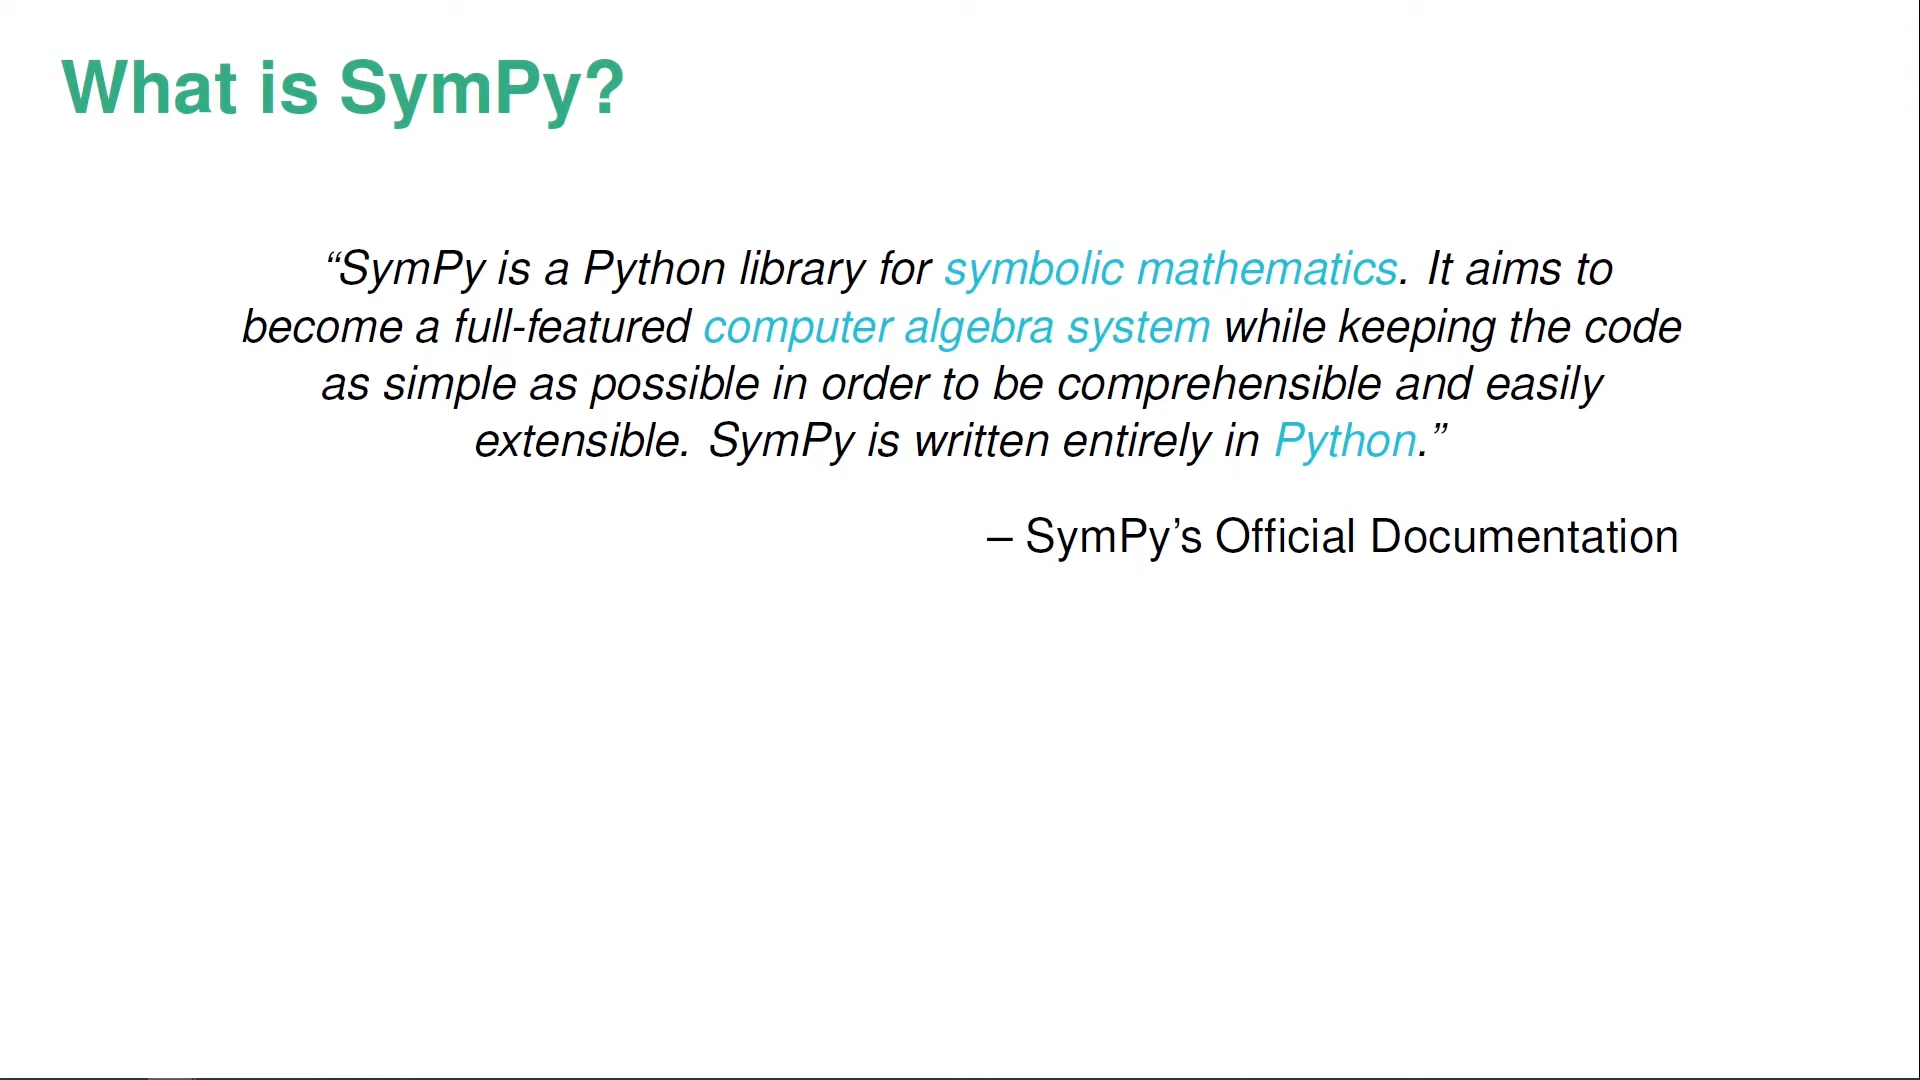 What is SymPy?
“SymPy is a Python library for symbolic mathematics. It aims to
become a full-featured computer algebra system while keeping the code
as simple as possible in order to be comprehensible and easily
extensible. SymPy is written entirely in Python.”
– SymPy’s Official Documentation